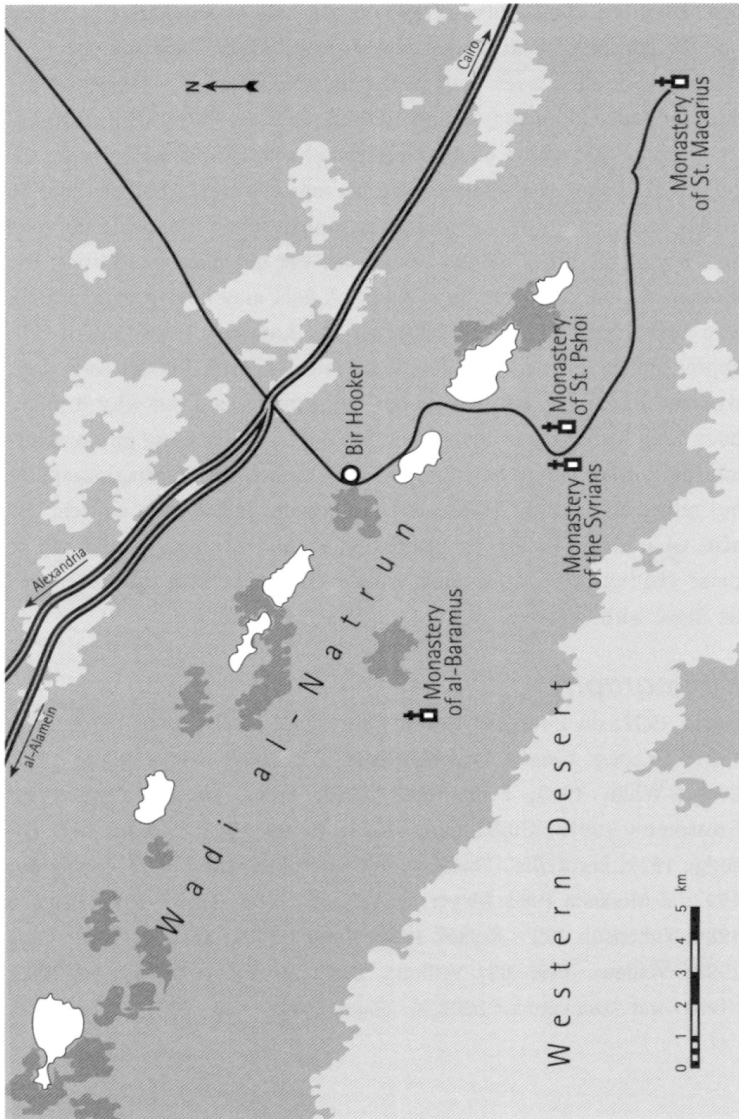 N
Cairo
Alexandria
al-Alamein
Bir Hooker
Wadi al-Natrun
Monastery
of al-Baramus
Monastery
of St. Pshoi
Monastery
of the Syrians
Monastery
of St. Macarius
Western Desert
0 1 2 3 4 5 km